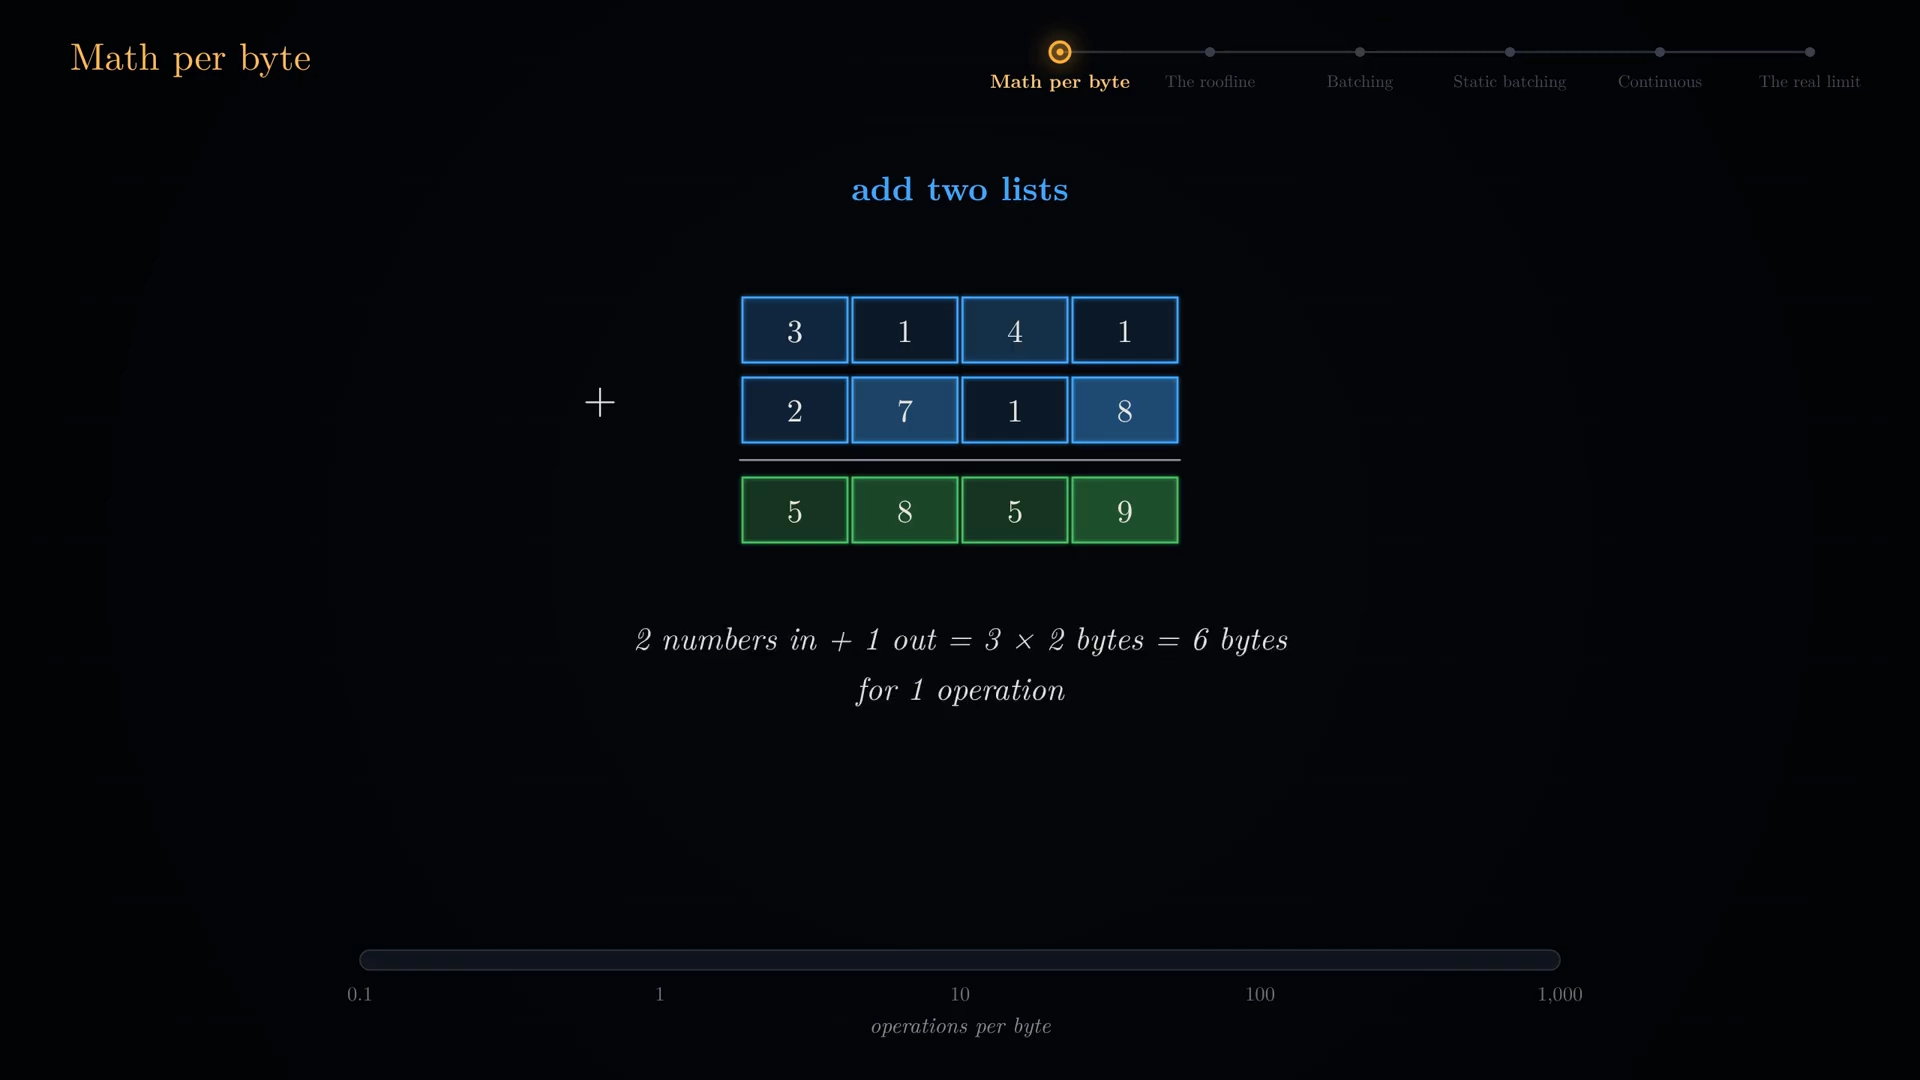 Math per byte
Math per byte The roofline Batching Static batching Continuous The real limit
add two lists
3 1 4 1
+ 2 7 1 8
5 8 5 9
2 numbers in + 1 out = 3 × 2 bytes = 6 bytes
for 1 operation
0.1 1 10 100 1,000
operations per byte